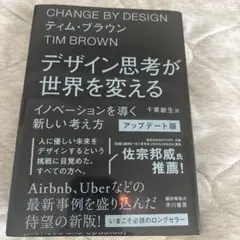 CHANGE BY DESIGN
ティム・ブラウン
TIM BROWN
デザイン思考が
世界を変える
千葉敏生 訳
イノベーションを導く
新しい考え方
アップデート版
人に優しい未来を
デザインするという
挑戦に目覚めた、
すべての方へ。
佐宗邦威氏
推薦!
Airbnb、Uberなどの
最新事例を盛り込んだ
待望の新版!
早川書房
いまこそ必読のロングセラー